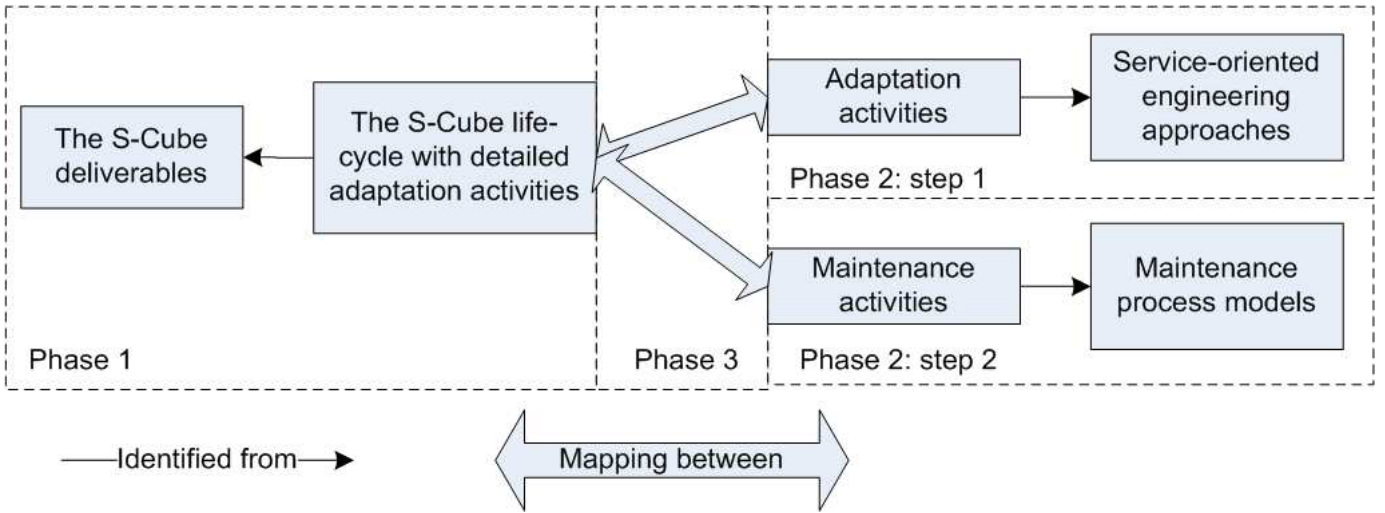 The S-Cube
deliverables
The S-Cube life-
cycle with detailed
adaptation activities
Phase 1
Phase 3
Adaptation
activities
Service-oriented
engineering
approaches
Phase 2: step 1
Maintenance
activities
Maintenance
process models
Phase 2: step 2
Identified from
Mapping between